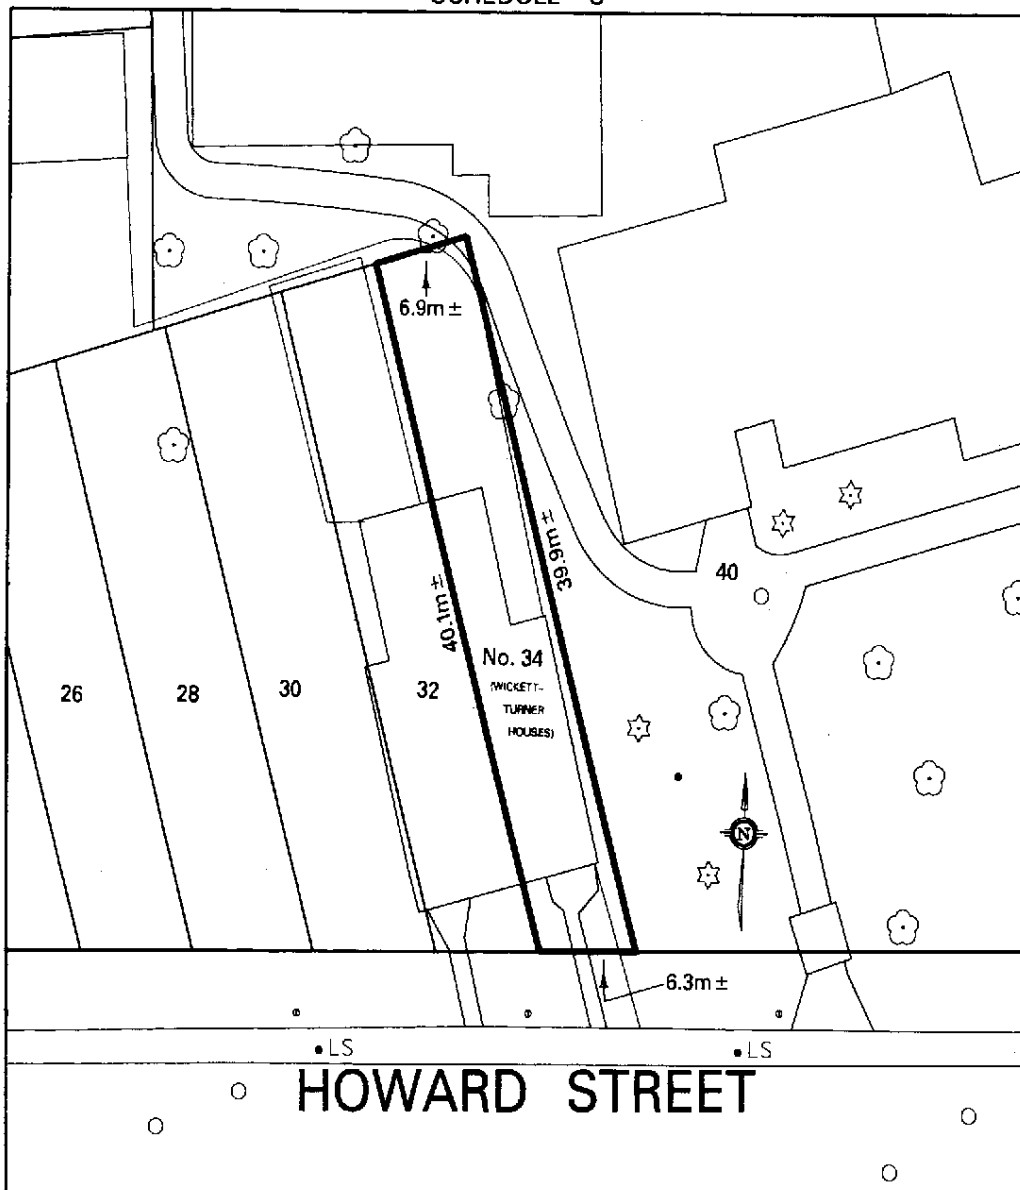 6.9m ±
39.9m ±
40.1m ±
40
No. 34
(WICKETT-
TURNER
HOUSES)
26
28
30
32
N
6.3m ±
LS
LS
HOWARD STREET